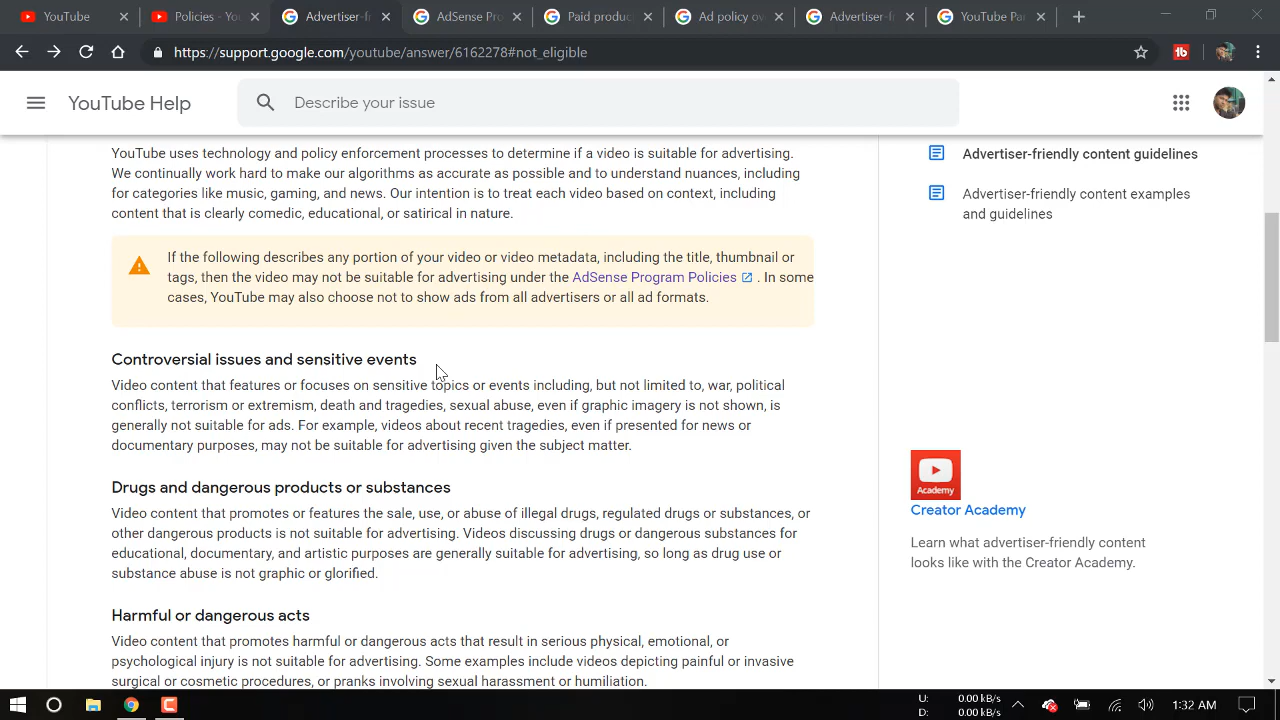 YouTube
Policies - Yo
Advertiser-f
AdSense Pro
Paid produc
Ad policy ov
Advertiser-f
YouTube Par
https://support.google.com/youtube/answer/6162278#not_eligible
YouTube Help
Describe your issue
YouTube uses technology and policy enforcement processes to determine if a video is suitable for advertising.
We continually work hard to make our algorithms as accurate as possible and to understand nuances, including
for categories like music, gaming, and news. Our intention is to treat each video based on context, including
content that is clearly comedic, educational, or satirical in nature.
If the following describes any portion of your video or video metadata, including the title, thumbnail or
tags, then the video may not be suitable for advertising under the AdSense Program Policies . In some
cases, YouTube may also choose not to show ads from all advertisers or all ad formats.
Controversial issues and sensitive events
Video content that features or focuses on sensitive topics or events including, but not limited to, war, political
conflicts, terrorism or extremism, death and tragedies, sexual abuse, even if graphic imagery is not shown, is
generally not suitable for ads. For example, videos about recent tragedies, even if presented for news or
documentary purposes, may not be suitable for advertising given the subject matter.
Drugs and dangerous products or substances
Video content that promotes or features the sale, use, or abuse of illegal drugs, regulated drugs or substances, or
other dangerous products is not suitable for advertising. Videos discussing drugs or dangerous substances for
educational, documentary, and artistic purposes are generally suitable for advertising, so long as drug use or
substance abuse is not graphic or glorified.
Harmful or dangerous acts
Video content that promotes harmful or dangerous acts that result in serious physical, emotional, or
psychological injury is not suitable for advertising. Some examples include videos depicting painful or invasive
surgical or cosmetic procedures, or pranks involving sexual harassment or humiliation.
Advertiser-friendly content guidelines
Advertiser-friendly content examples
and guidelines
Academy
Creator Academy
Learn what advertiser-friendly content
looks like with the Creator Academy.
U: 0.00 kB/s
D: 0.00 kB/s
1:32 AM